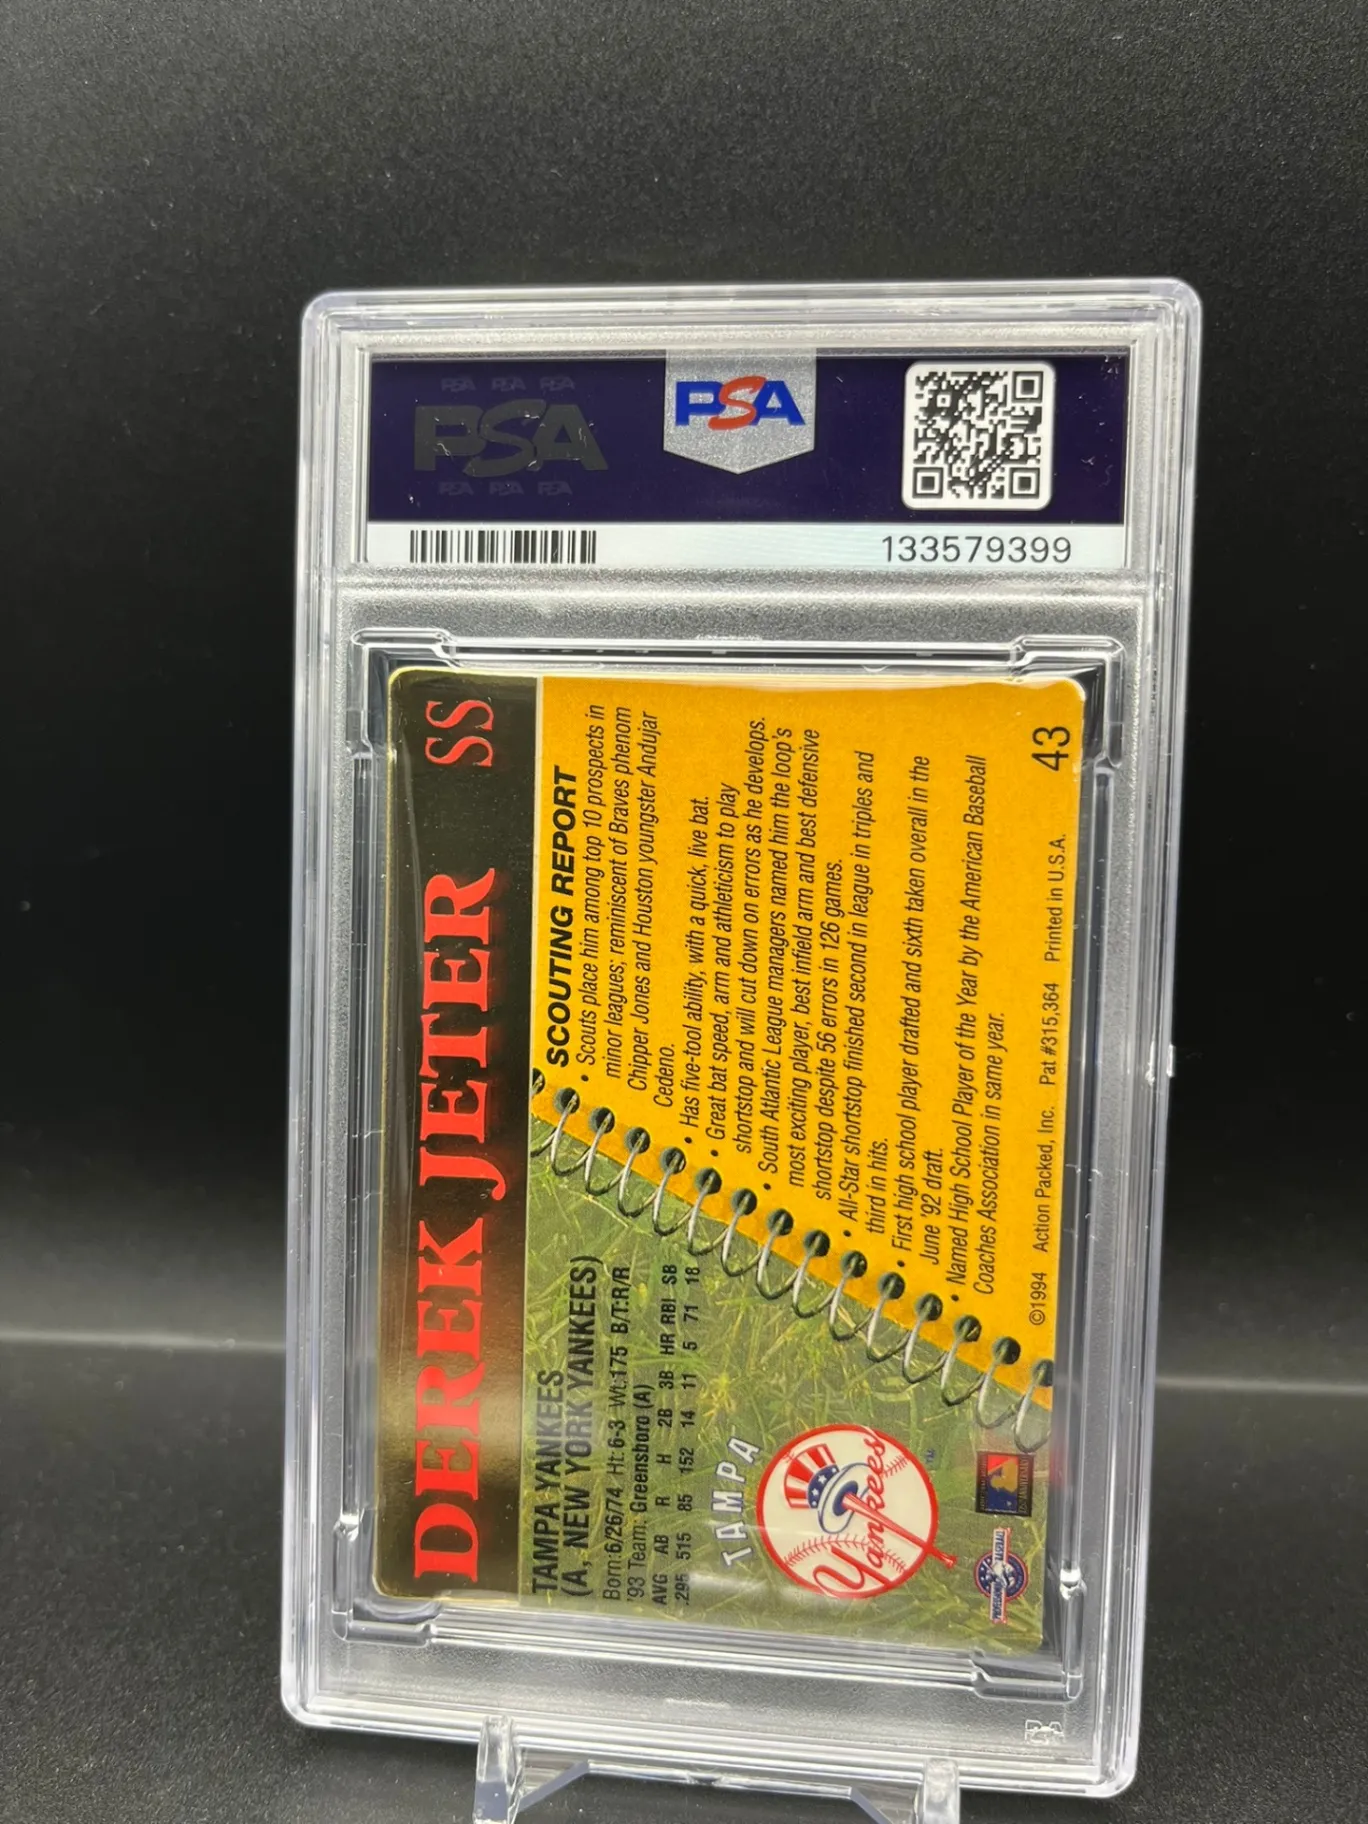 PSA PSA PSA
PSA
PSA PSA PSA
PSA
133579399
DEREK JETER SS
SCOUTING REPORT
• Scouts place him among top 10 prospects in
minor leagues; reminiscent of Braves phenom
Chipper Jones and Houston youngster Andujar
Cedeno.
• Has five-tool ability, with a quick, live bat.
• Great bat speed, arm and athleticism to play
shortstop and will cut down on errors as he develops.
• South Atlantic League managers named him the loop's
most exciting player, best infield arm and best defensive
shortstop despite 56 errors in 126 games.
• All-Star shortstop finished second in league in triples and
third in hits.
• First high school player drafted and sixth taken overall in the
June '92 draft.
• Named High School Player of the Year by the American Baseball
Coaches Association in same year.
TAMPA YANKEES
(A, NEW YORK YANKEES)
Born:6/26/74 Ht: 6-3 Wt:175 B/T:R/R
'93 Team: Greensboro (A)
AVG AB R H 2B 3B HR RBI SB
.295 515 85 152 14 11 5 71 18
TAMPA
Yankees
TM
©1994 Action Packed, Inc. Pat #315,364 Printed in U.S.A. 43